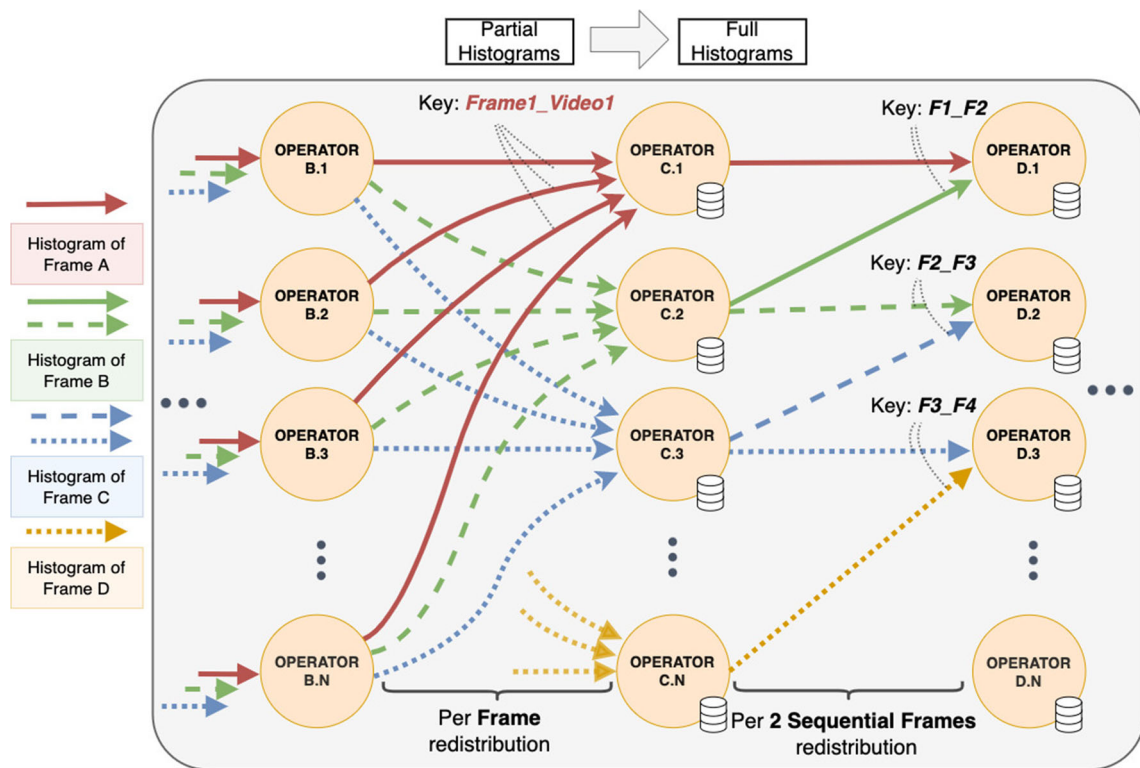 Partial
Histograms
Full
Histograms
Key: Frame1_Video1
Key: F1_F2
OPERATOR
B.1
OPERATOR
C.1
OPERATOR
D.1
Histogram of
Frame A
Key: F2_F3
OPERATOR
B.2
OPERATOR
C.2
OPERATOR
D.2
Histogram of
Frame B
Key: F3_F4
OPERATOR
B.3
OPERATOR
C.3
OPERATOR
D.3
Histogram of
Frame C
Histogram of
Frame D
OPERATOR
B.N
OPERATOR
C.N
OPERATOR
D.N
Per Frame
redistribution
Per 2 Sequential Frames
redistribution